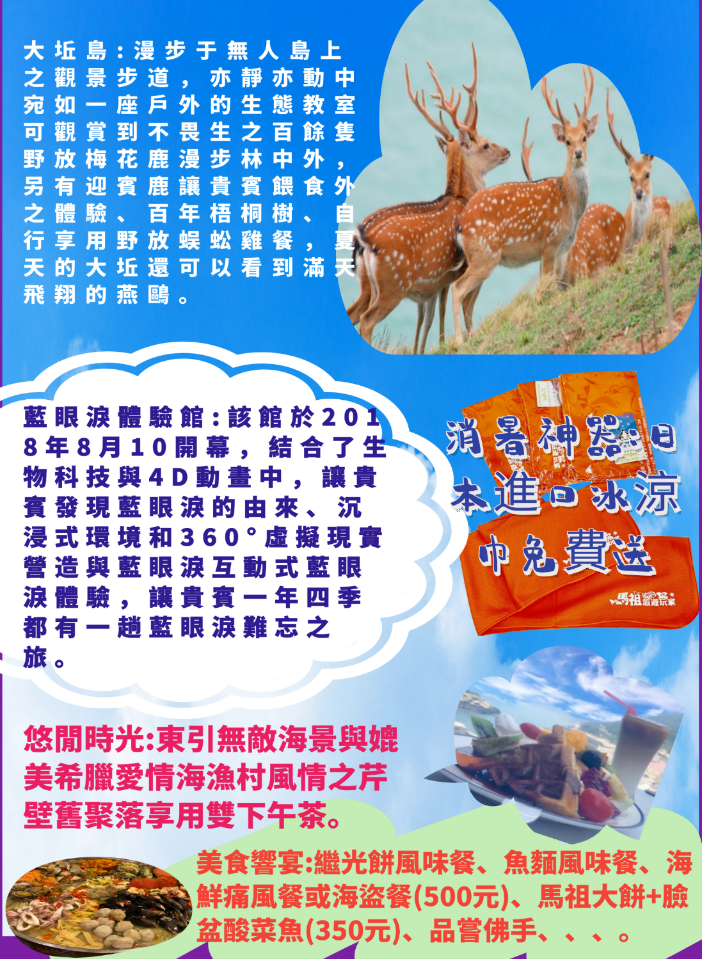 大坵島:漫步于無人島上
之觀景步道，亦靜亦動中
宛如一座戶外的生態教室
可觀賞到不畏生之百餘隻
野放梅花鹿漫步林中外，
另有迎賓鹿讓貴賓餵食外
之體驗、百年梧桐樹、自
行享用野放蜈蚣雞餐，夏
天的大坵還可以看到滿天
飛翔的燕鷗。
藍眼淚體驗館:該館於201
8年8月10開幕，結合了生
物科技與4D動畫中，讓貴
賓發現藍眼淚的由來、沉
浸式環境和360°虛擬現實
營造與藍眼淚互動式藍眼
淚體驗，讓貴賓一年四季
都有一趟藍眼淚難忘之
旅。
消暑神器:日
本進口冰涼
巾免費送
悠閒時光:東引無敵海景與媲
美希臘愛情海漁村風情之芹
壁舊聚落享用雙下午茶。
美食響宴:繼光餅風味餐、魚麵風味餐、海
鮮痛風餐或海盜餐(500元)、馬祖大餅+臉
盆酸菜魚(350元)、品嘗佛手、、、。